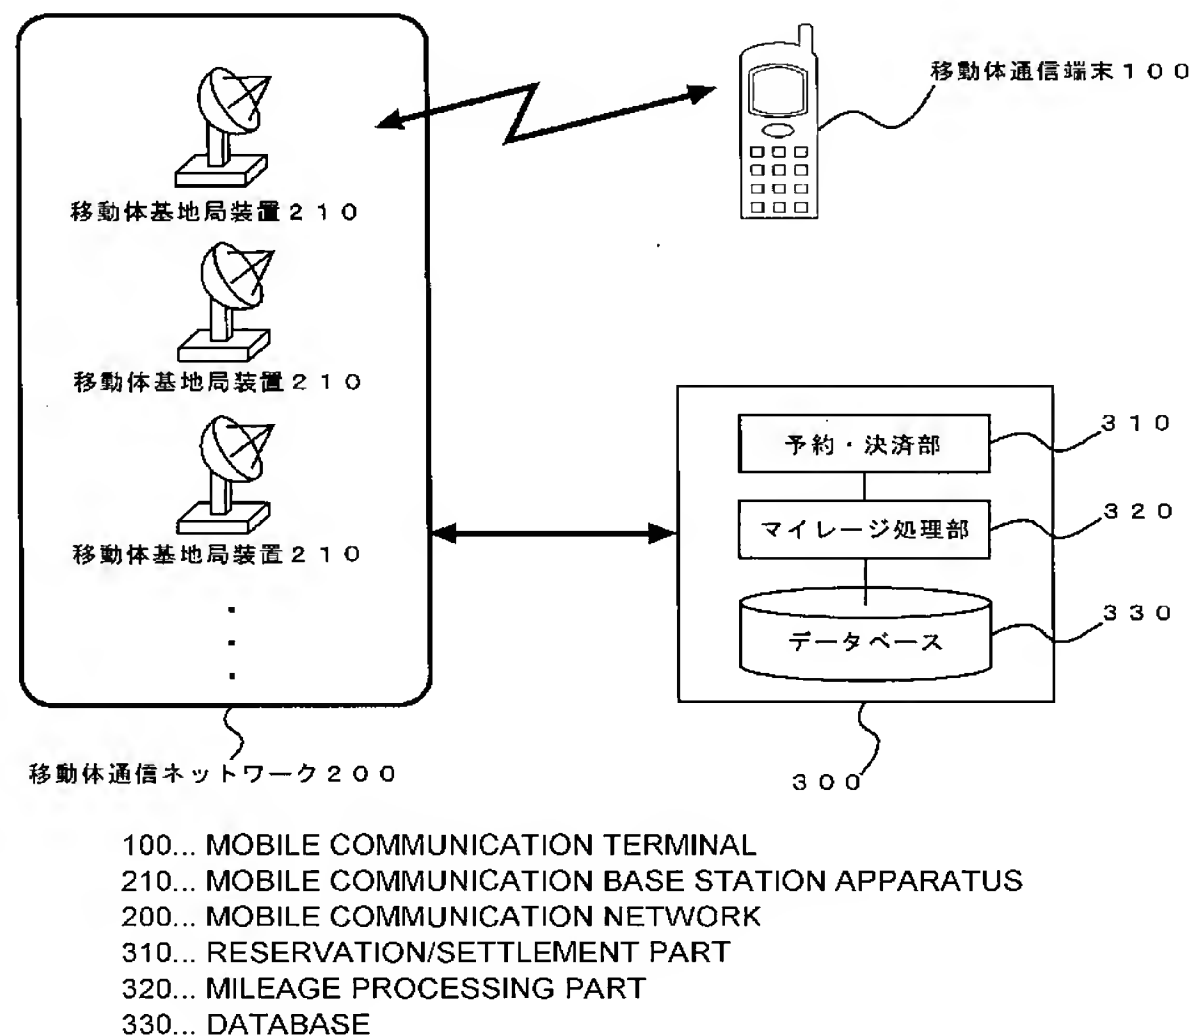 移動体通信端末１００
移動体基地局装置２１０
移動体基地局装置２１０
移動体基地局装置２１０
３１０
予約・決済部
３２０
マイレージ処理部
３３０
データベース
移動体通信ネットワーク２００
３００
100... MOBILE COMMUNICATION TERMINAL
210... MOBILE COMMUNICATION BASE STATION APPARATUS
200... MOBILE COMMUNICATION NETWORK
310... RESERVATION/SETTLEMENT PART
320... MILEAGE PROCESSING PART
330... DATABASE